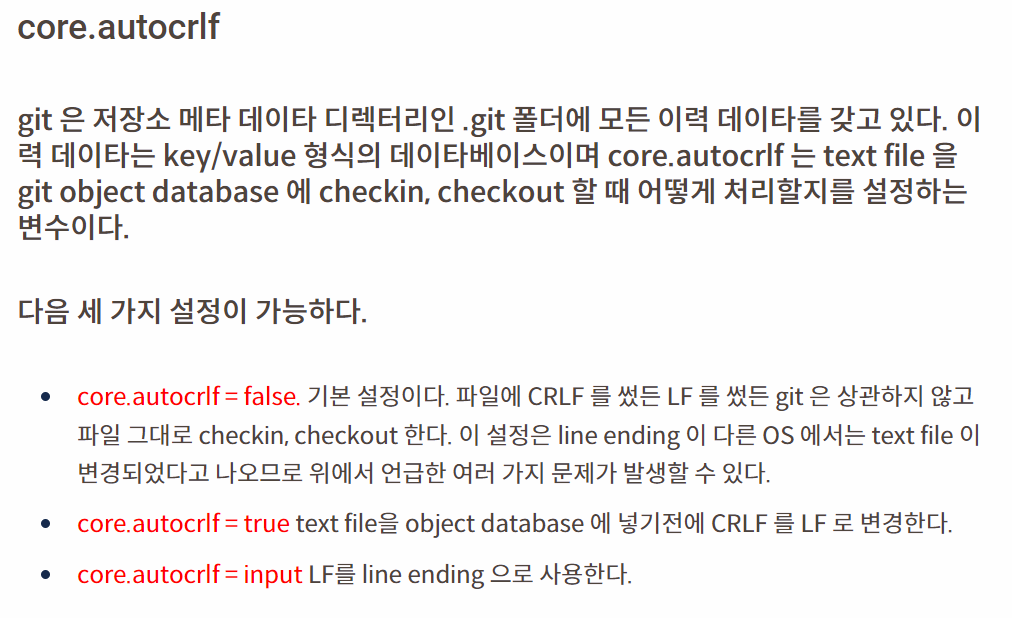 core.autocrlf
git 은 저장소 메타 데이타 디렉터리인 .git 폴더에 모든 이력 데이타를 갖고 있다. 이
력 데이타는 key/value 형식의 데이타베이스이며 core.autocrlf 는 text file 을
git object database 에 checkin, checkout 할 때 어떻게 처리할지를 설정하는
변수이다.
다음 세 가지 설정이 가능하다.
• core.autocrlf = false. 기본 설정이다. 파일에 CRLF 를 썼든 LF 를 썼든 git 은 상관하지 않고
파일 그대로 checkin, checkout 한다. 이 설정은 line ending 이 다른 OS 에서는 text file 이
변경되었다고 나오므로 위에서 언급한 여러 가지 문제가 발생할 수 있다.
• core.autocrlf = true text file을 object database 에 넣기전에 CRLF 를 LF 로 변경한다.
• core.autocrlf = input LF를 line ending 으로 사용한다.